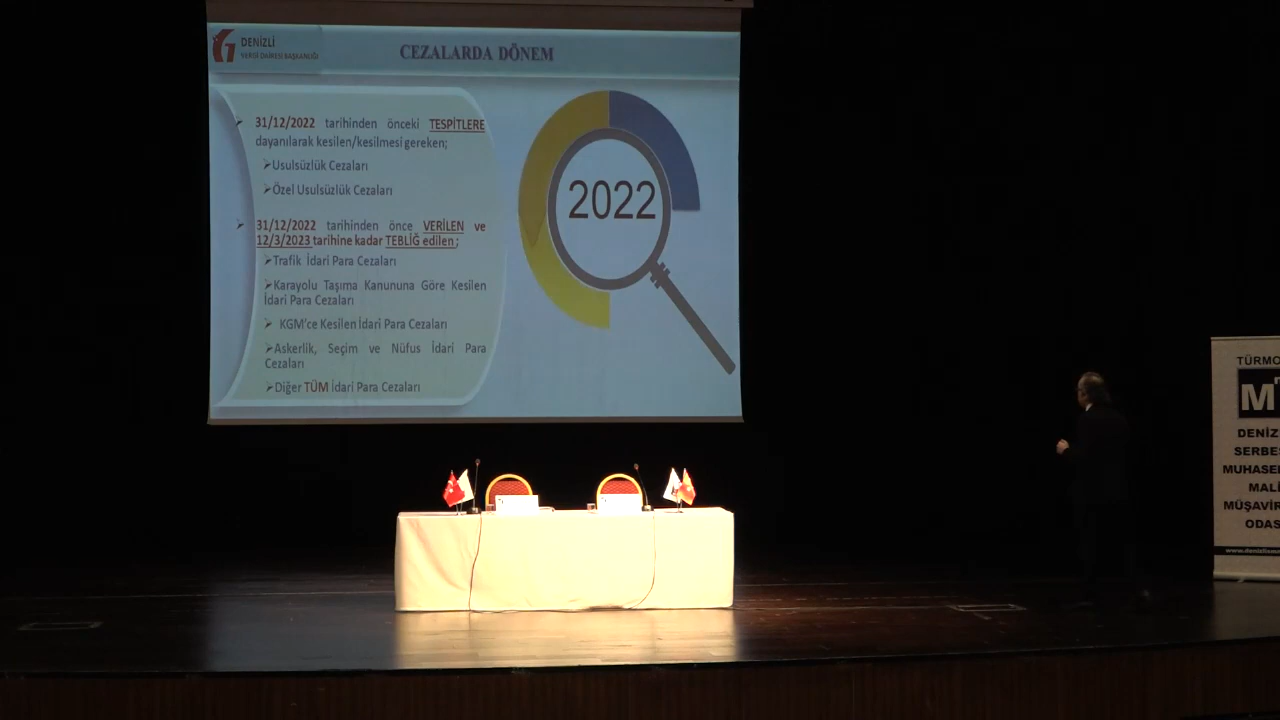 DENİZLİ
VERGİ DAİRESİ BAŞKANLIĞI
CEZALARDA DÖNEM
31/12/2022 tarihinden önceki TESPİTLERE
dayanılarak kesilen/kesilmesi gereken;
➢Usulsüzlük Cezaları
➢Özel Usulsüzlük Cezaları
31/12/2022 tarihinden önce VERİLEN ve
12/3/2023 tarihine kadar TEBLİĞ edilen ;
➢Trafik İdari Para Cezaları
➢Karayolu Taşıma Kanununa Göre Kesilen
İdari Para Cezaları
➢ KGM'ce Kesilen İdari Para Cezaları
➢Askerlik, Seçim ve Nüfus İdari Para
Cezaları
➢Diğer TÜM İdari Para Cezaları
2022
TÜRMO
M
DENİZ
SERBES
MUHASEB
MALİ
MÜŞAVİR
ODAS